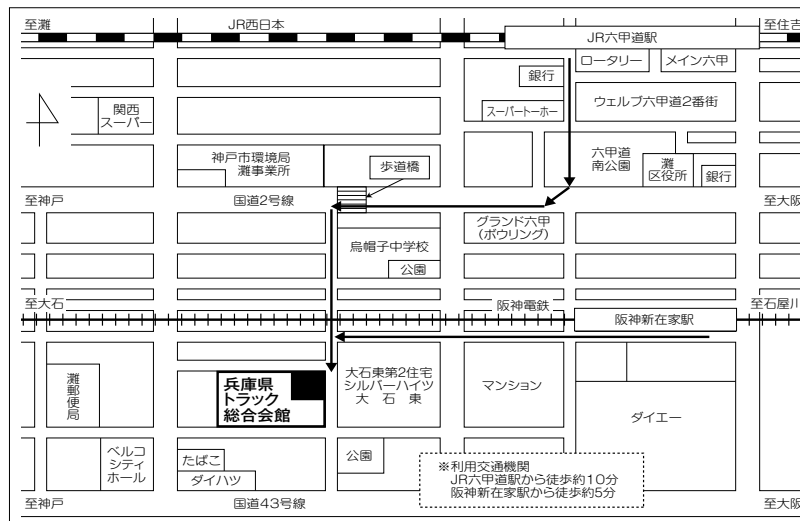 至灘
JR西日本
至住吉
JR六甲道駅
ロータリー
メイン六甲
銀行
スーパートーホー
ウェルブ六甲道2番街
関西
スーパー
神戸市環境局
灘事業所
歩道橋
六甲道
南公園
灘
区役所
銀行
至神戸
国道2号線
至大阪
グランド六甲
(ボウリング)
烏帽子中学校
公園
至大石
阪神電鉄
至石屋川
阪神新在家駅
灘
郵
便
局
兵庫県
トラック
総合会館
大石東第2住宅
シルバーハイツ
大石東
マンション
ダイエー
ベルコ
シティ
ホール
たばこ
ダイハツ
公園
※利用交通機関
JR六甲道駅から徒歩約10分
阪神新在家駅から徒歩約5分
至神戸
国道43号線
至大阪